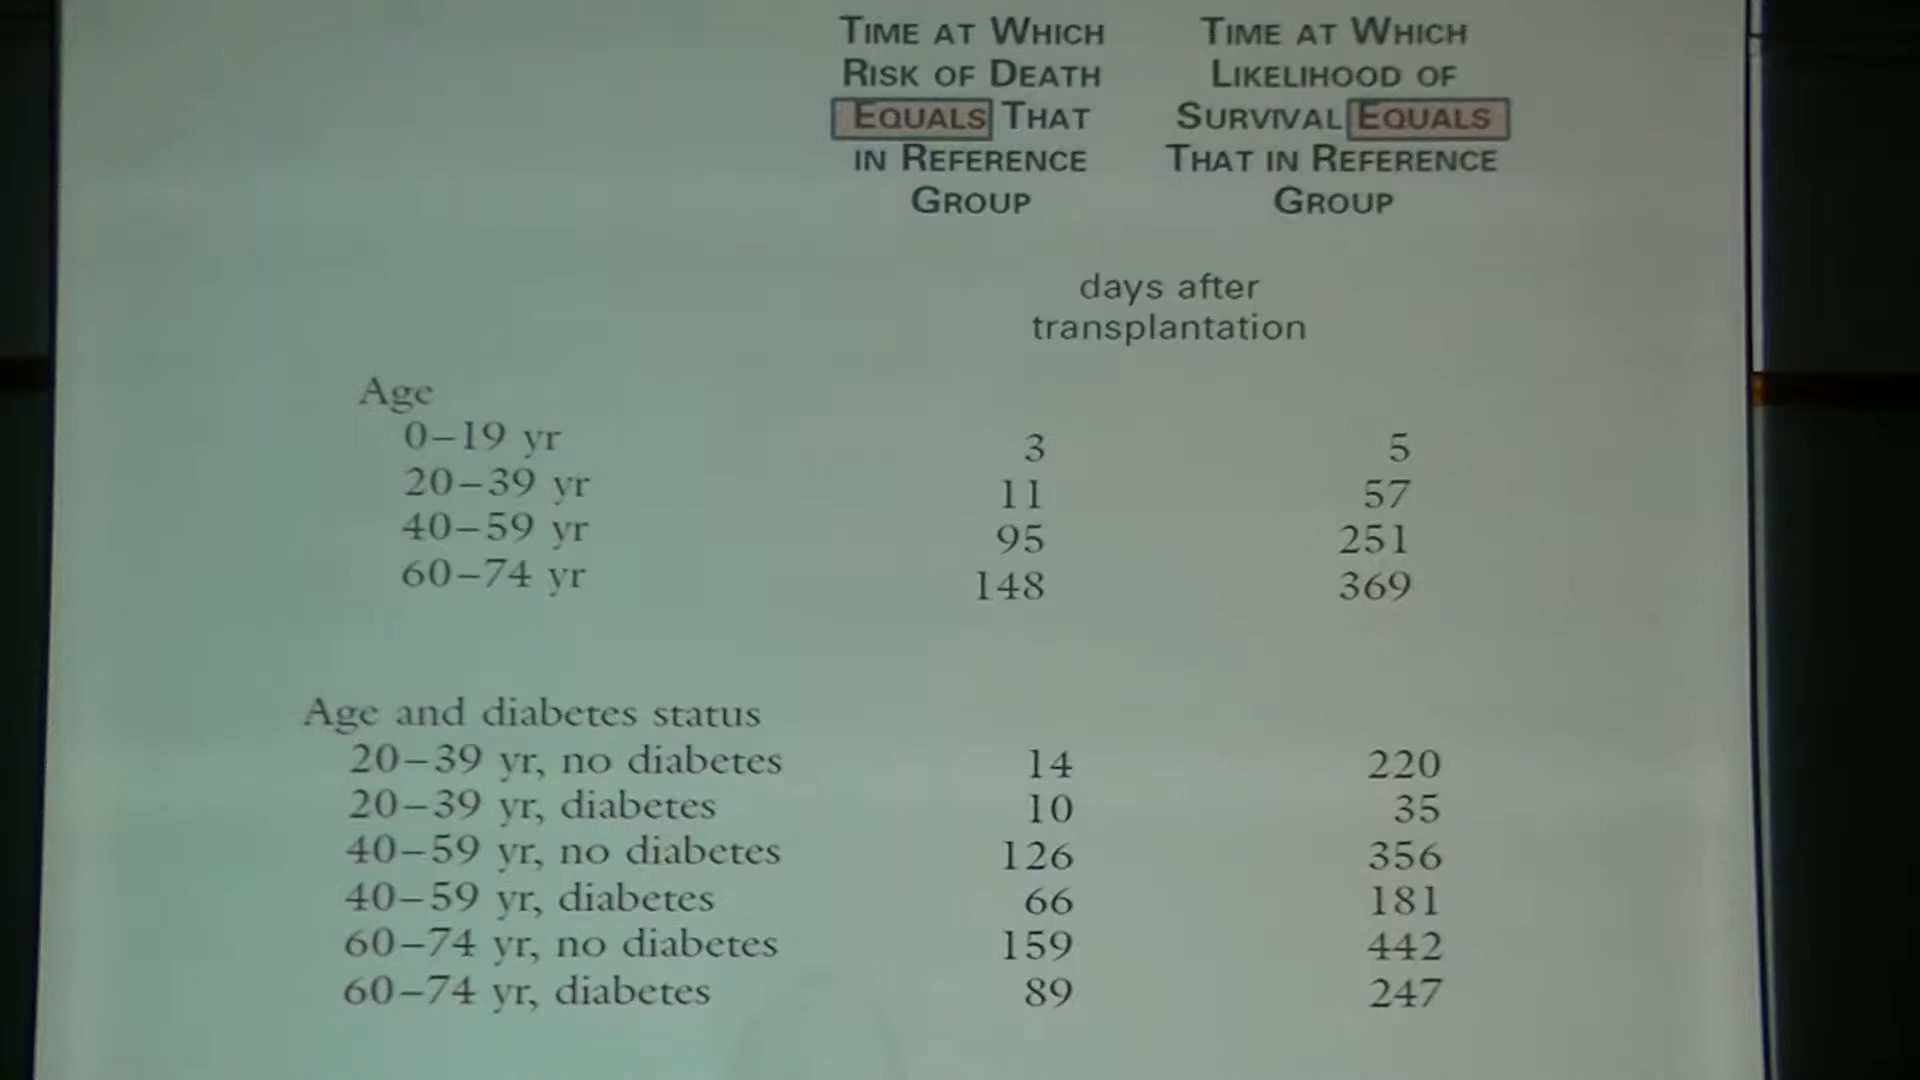 TIME AT WHICH
RISK OF DEATH
EQUALS THAT
IN REFERENCE
GROUP
TIME AT WHICH
LIKELIHOOD OF
SURVIVAL EQUALS
THAT IN REFERENCE
GROUP
days after
transplantation
Age
0–19 yr 3 5
20–39 yr 11 57
40–59 yr 95 251
60–74 yr 148 369
Age and diabetes status
20–39 yr, no diabetes 14 220
20–39 yr, diabetes 10 35
40–59 yr, no diabetes 126 356
40–59 yr, diabetes 66 181
60–74 yr, no diabetes 159 442
60–74 yr, diabetes 89 247